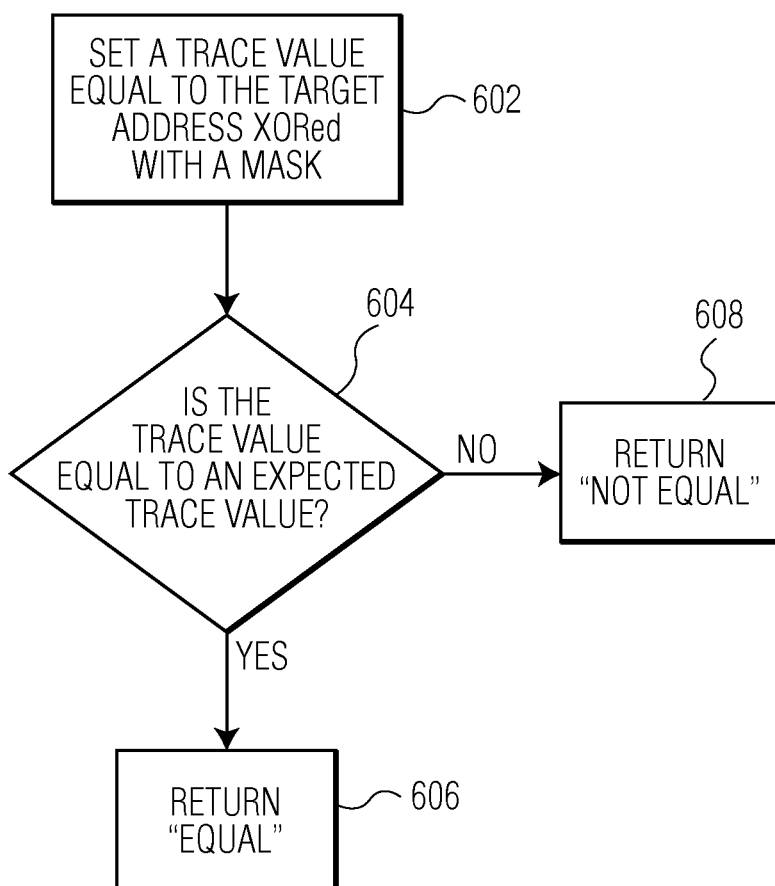 SET A TRACE VALUE
EQUAL TO THE TARGET
ADDRESS XORed
WITH A MASK
602
604
IS THE
TRACE VALUE
EQUAL TO AN EXPECTED
TRACE VALUE?
NO
608
RETURN
“NOT EQUAL”
YES
RETURN
“EQUAL”
606